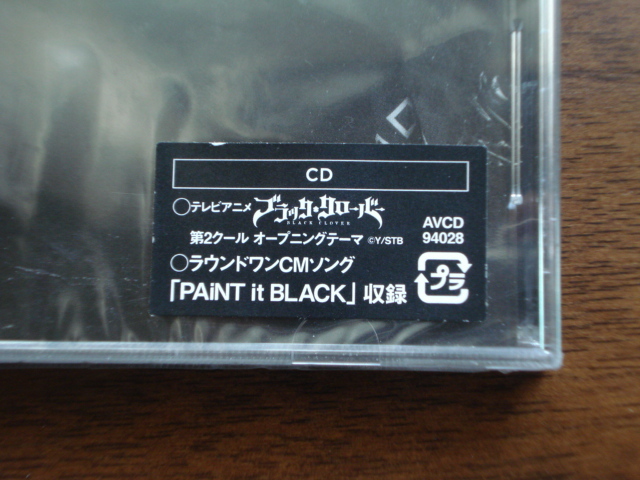 CD
○テレビアニメ ブラック・クローバー
BLACK CLOVER
第2クール オープニングテーマ ©Y/STB
○ラウンドワンCMソング
「PAiNT it BLACK」収録
AVCD
94028
プラ